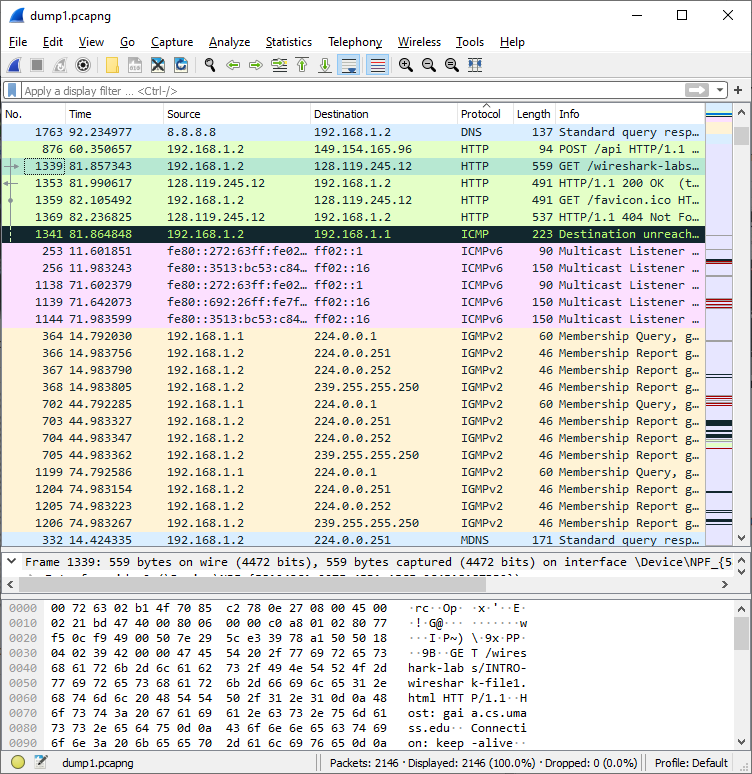 dump1.pcapng
File Edit View Go Capture Analyze Statistics Telephony Wireless Tools Help
Apply a display filter ... <Ctrl-/>
No. Time Source Destination Protocol Length Info
1763 92.234977 8.8.8.8 192.168.1.2 DNS 137 Standard query resp…
876 60.350657 192.168.1.2 149.154.165.96 HTTP 94 POST /api HTTP/1.1 …
1339 81.857343 192.168.1.2 128.119.245.12 HTTP 559 GET /wireshark-labs…
1353 81.990617 128.119.245.12 192.168.1.2 HTTP 491 HTTP/1.1 200 OK (t…
1359 82.105492 192.168.1.2 128.119.245.12 HTTP 491 GET /favicon.ico HT…
1369 82.236825 128.119.245.12 192.168.1.2 HTTP 537 HTTP/1.1 404 Not Fo…
1341 81.864848 192.168.1.2 192.168.1.1 ICMP 223 Destination unreach…
253 11.601851 fe80::272:63ff:fe02… ff02::1 ICMPv6 90 Multicast Listener …
256 11.983243 fe80::3513:bc53:c84… ff02::16 ICMPv6 150 Multicast Listener …
1138 71.602379 fe80::272:63ff:fe02… ff02::1 ICMPv6 90 Multicast Listener …
1139 71.642073 fe80::692:26ff:fe7f… ff02::16 ICMPv6 150 Multicast Listener …
1144 71.983599 fe80::3513:bc53:c84… ff02::16 ICMPv6 150 Multicast Listener …
364 14.792030 192.168.1.1 224.0.0.1 IGMPv2 60 Membership Query, g…
366 14.983756 192.168.1.2 224.0.0.251 IGMPv2 46 Membership Report g…
367 14.983790 192.168.1.2 224.0.0.252 IGMPv2 46 Membership Report g…
368 14.983805 192.168.1.2 239.255.255.250 IGMPv2 46 Membership Report g…
702 44.792285 192.168.1.1 224.0.0.1 IGMPv2 60 Membership Query, g…
703 44.983327 192.168.1.2 224.0.0.251 IGMPv2 46 Membership Report g…
704 44.983347 192.168.1.2 224.0.0.252 IGMPv2 46 Membership Report g…
705 44.983362 192.168.1.2 239.255.255.250 IGMPv2 46 Membership Report g…
1199 74.792586 192.168.1.1 224.0.0.1 IGMPv2 60 Membership Query, g…
1204 74.983154 192.168.1.2 224.0.0.251 IGMPv2 46 Membership Report g…
1205 74.983223 192.168.1.2 224.0.0.252 IGMPv2 46 Membership Report g…
1206 74.983267 192.168.1.2 239.255.255.250 IGMPv2 46 Membership Report g…
332 14.424335 192.168.1.2 224.0.0.251 MDNS 171 Standard query resp…
Frame 1339: 559 bytes on wire (4472 bits), 559 bytes captured (4472 bits) on interface \Device\NPF_{5
0000 00 72 63 02 b1 4f 70 85 c2 78 0e 27 08 00 45 00 ·rc··Op· ·x·'··E·
0010 02 21 bd 47 40 00 80 06 00 00 c0 a8 01 02 80 77 ·!·G@··· ·······w
0020 f5 0c f9 49 00 50 7e 29 5c e3 39 78 a1 50 50 18 ···I·P~) \·9x·PP·
0030 04 02 39 42 00 00 47 45 54 20 2f 77 69 72 65 73 ··9B··GE T /wires
0040 68 61 72 6b 2d 6c 61 62 73 2f 49 4e 54 52 4f 2d hark-lab s/INTRO-
0050 77 69 72 65 73 68 61 72 6b 2d 66 69 6c 65 31 2e wireshar k-file1.
0060 68 74 6d 6c 20 48 54 54 50 2f 31 2e 31 0d 0a 48 html HTT P/1.1··H
0070 6f 73 74 3a 20 67 61 69 61 2e 63 73 2e 75 6d 61 ost: gai a.cs.uma
0080 73 73 2e 65 64 75 0d 0a 43 6f 6e 6e 65 63 74 69 ss.edu·· Connecti
0090 6f 6e 3a 20 6b 65 65 70 2d 61 6c 69 76 65 0d 0a on: keep -alive··
dump1.pcapng Packets: 2146 · Displayed: 2146 (100.0%) · Dropped: 0 (0.0%) Profile: Default